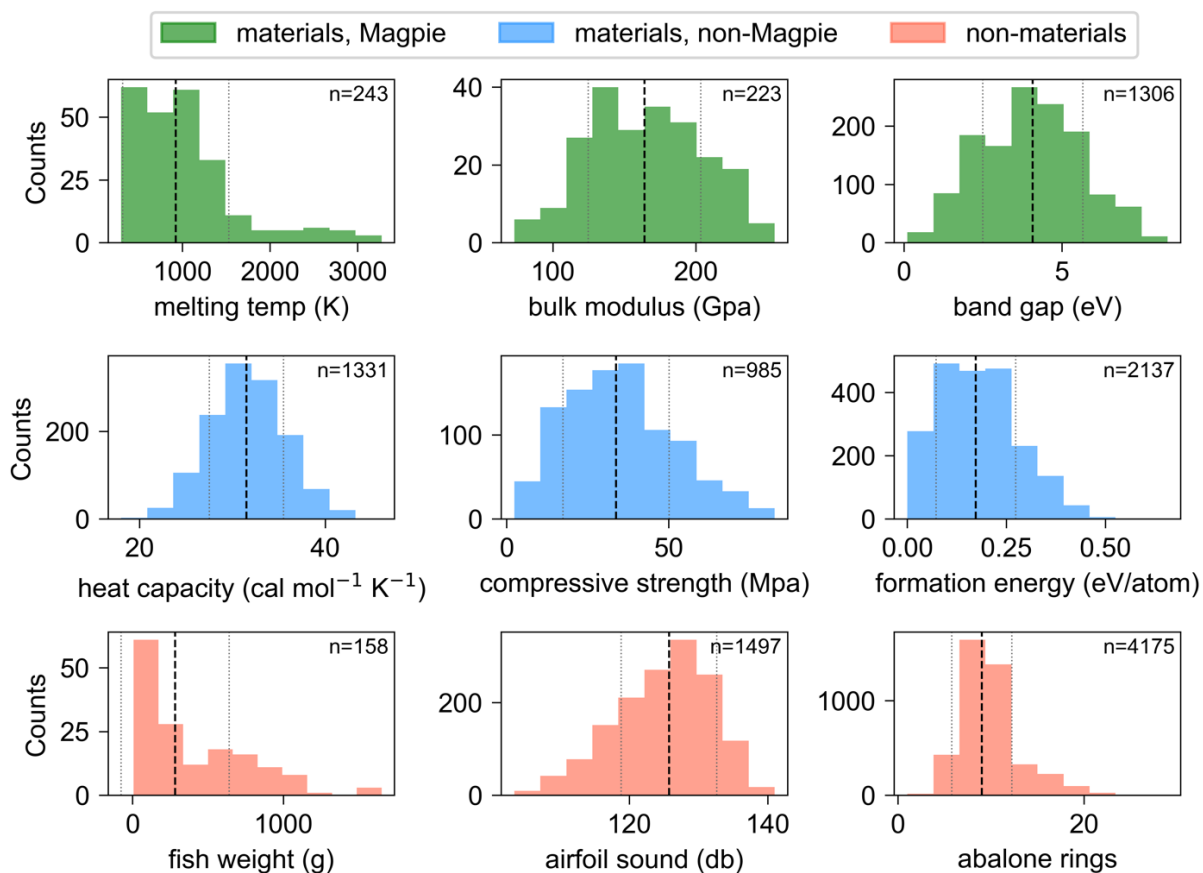 materials, Magpie materials, non-Magpie non-materials
n=243
50
25
0
Counts
1000 2000 3000
melting temp (K)
n=223
40
20
0
100 200
bulk modulus (Gpa)
n=1306
200
100
0
0 5
band gap (eV)
n=1331
200
0
Counts
20 40
heat capacity (cal mol⁻¹ K⁻¹)
n=985
100
0
0 50
compressive strength (Mpa)
n=2137
400
200
0
0.00 0.25 0.50
formation energy (eV/atom)
n=158
50
25
0
Counts
0 1000
fish weight (g)
n=1497
200
0
120 140
airfoil sound (db)
n=4175
1000
0
0 20
abalone rings